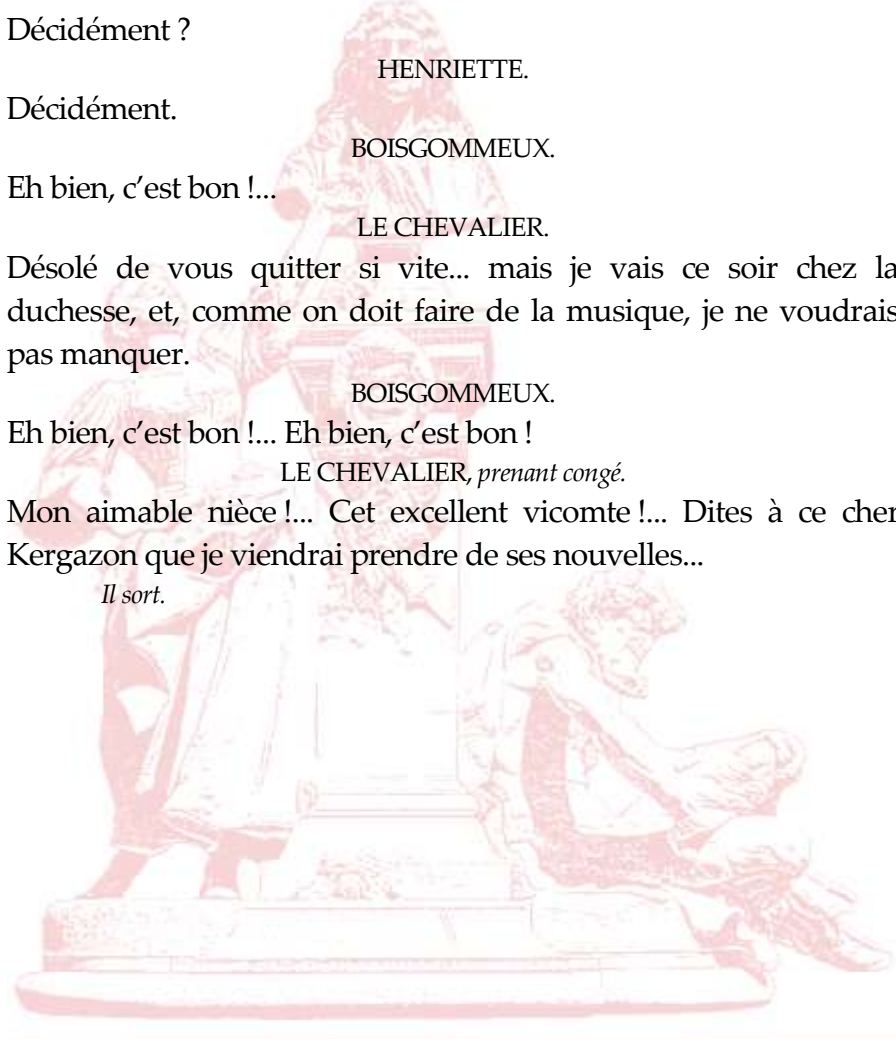 Décidément ?
HENRIETTE.
Décidément.
BOISGOMMEUX.
Eh bien, c’est bon !...
LE CHEVALIER.
Désolé de vous quitter si vite... mais je vais ce soir chez la
duchesse, et, comme on doit faire de la musique, je ne voudrais
pas manquer.
BOISGOMMEUX.
Eh bien, c’est bon !... Eh bien, c’est bon !
LE CHEVALIER, prenant congé.
Mon aimable nièce !... Cet excellent vicomte !... Dites à ce cher
Kergazon que je viendrai prendre de ses nouvelles...
Il sort.